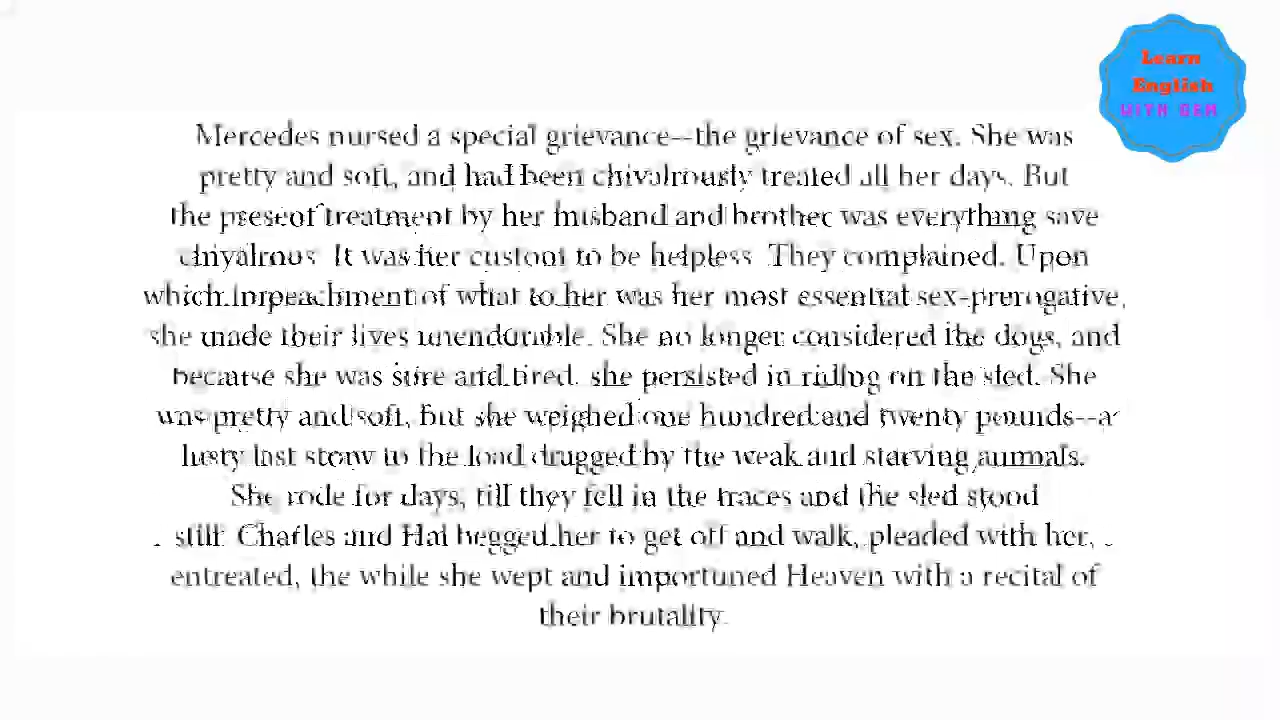 Learn
English
WITH GEM
Mercedes nursed a special grievance--the grievance of sex. She was
pretty and soft, and had been chivalrously treated all her days. But
the present treatment by her husband and brother was everything save
chivalrous. It was her custom to be helpless. They complained. Upon
which impeachment of what to her was her most essential sex-prerogative,
she made their lives unendurable. She no longer considered the dogs, and
because she was sore and tired, she persisted in riding on the sled. She
was pretty and soft, but she weighed one hundred and twenty pounds--a
lusty last straw to the load dragged by the weak and starving animals.
She rode for days, till they fell in the traces and the sled stood
still. Charles and Hal begged her to get off and walk, pleaded with her,
entreated, the while she wept and importuned Heaven with a recital of
their brutality.